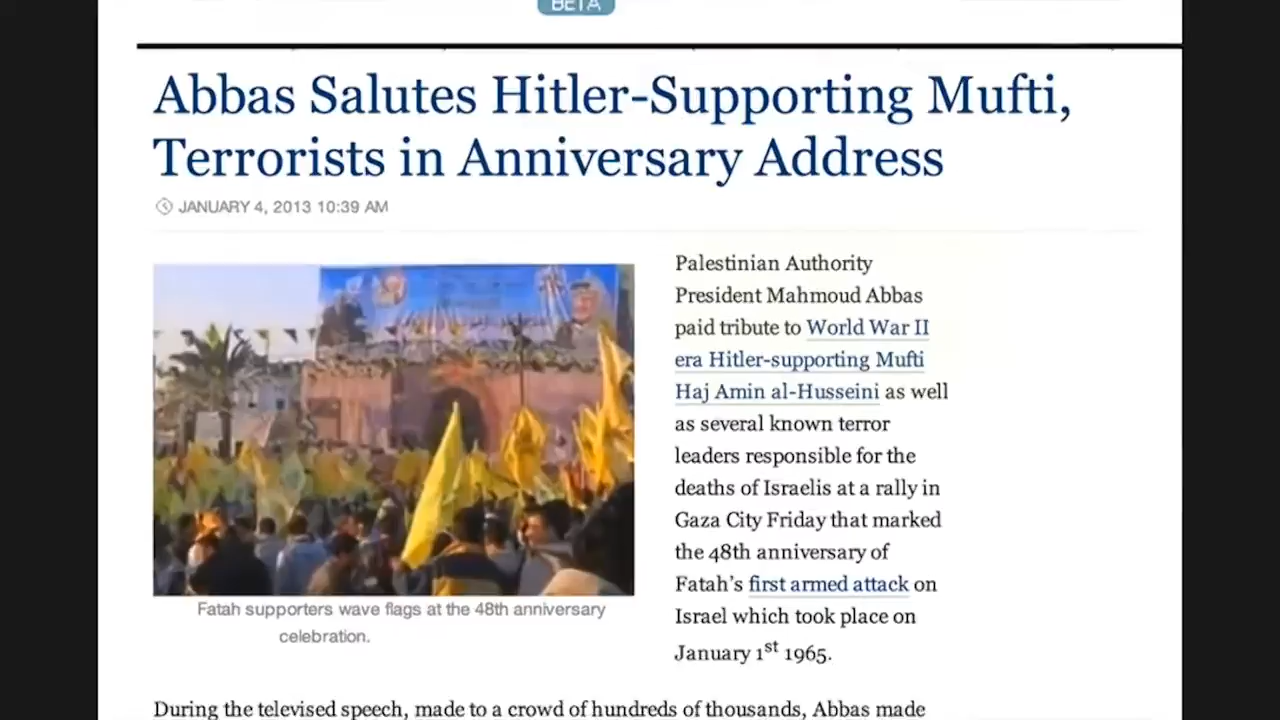 BETA
Abbas Salutes Hitler-Supporting Mufti,
Terrorists in Anniversary Address
JANUARY 4, 2013 10:39 AM
Palestinian Authority
President Mahmoud Abbas
paid tribute to World War II
era Hitler-supporting Mufti
Haj Amin al-Husseini as well
as several known terror
leaders responsible for the
deaths of Israelis at a rally in
Gaza City Friday that marked
the 48th anniversary of
Fatah's first armed attack on
Israel which took place on
January 1st 1965.
Fatah supporters wave flags at the 48th anniversary
celebration.
During the televised speech, made to a crowd of hundreds of thousands, Abbas made